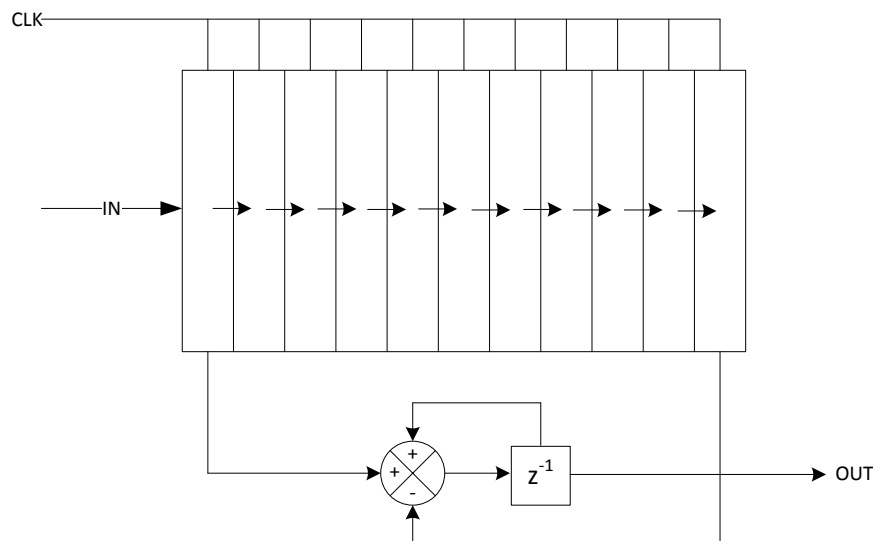 CLK
IN
+
+
-
z-1
OUT